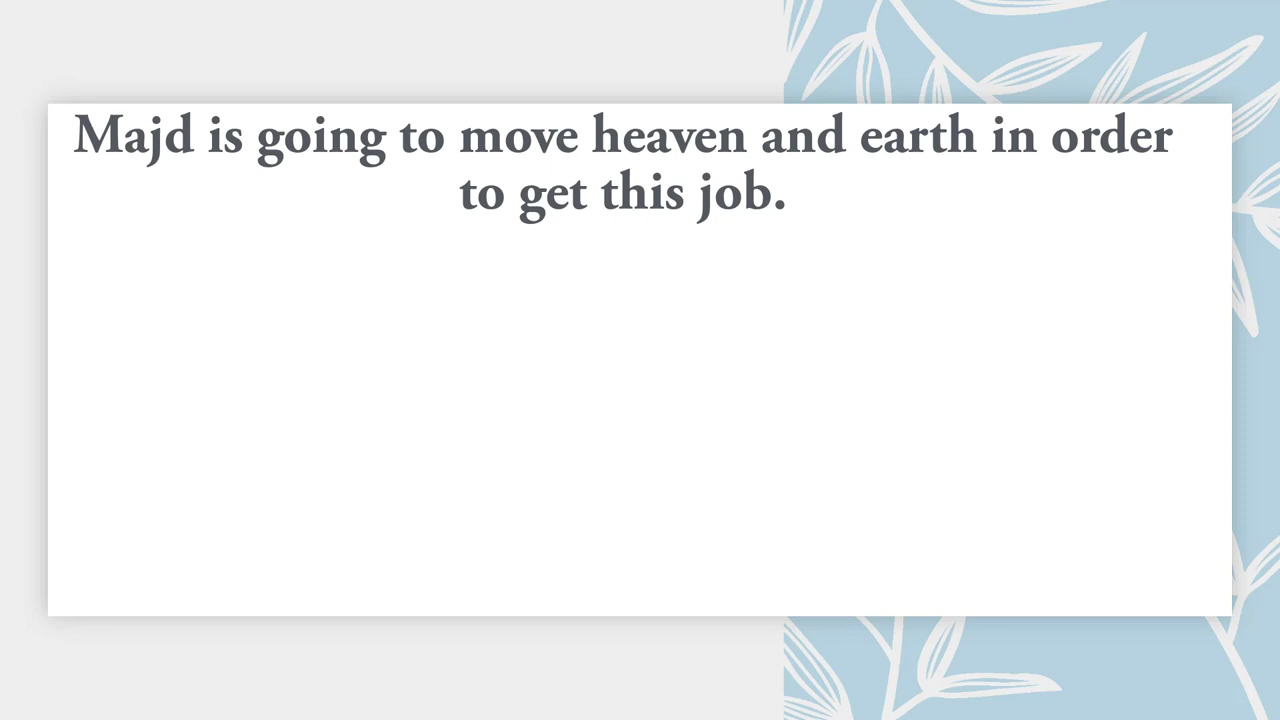 Majd is going to move heaven and earth in order
to get this job.